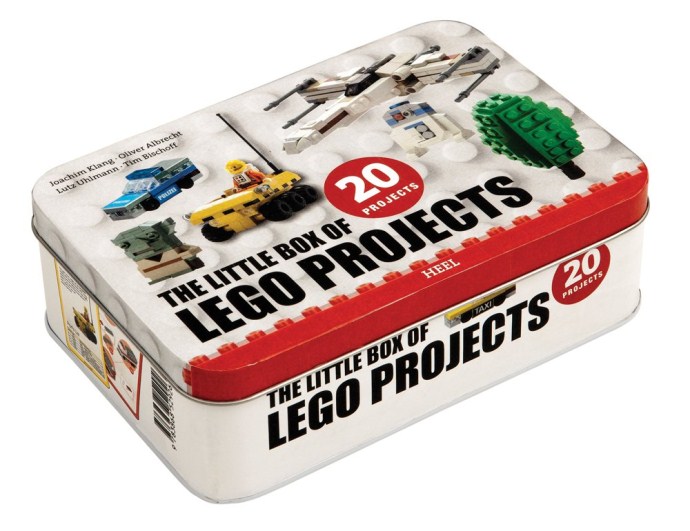 Joachim Klang · Oliver Albrecht
Lutz Uhlmann · Tim Bischoff
POLIZEI
20
PROJECTS
THE LITTLE BOX OF
LEGO PROJECTS
HEEL
20
PROJECTS
TAXI
THE LITTLE BOX OF
LEGO PROJECTS